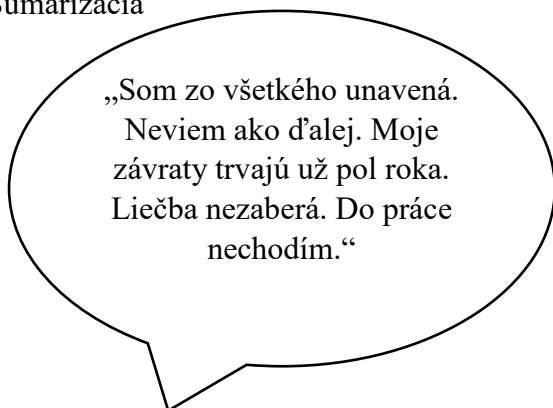 Sumarizácia
„Som zo všetkého unavená.
Neviem ako ďalej. Moje
závraty trvajú už pol roka.
Liečba nezaberá. Do práce
nechodím.“